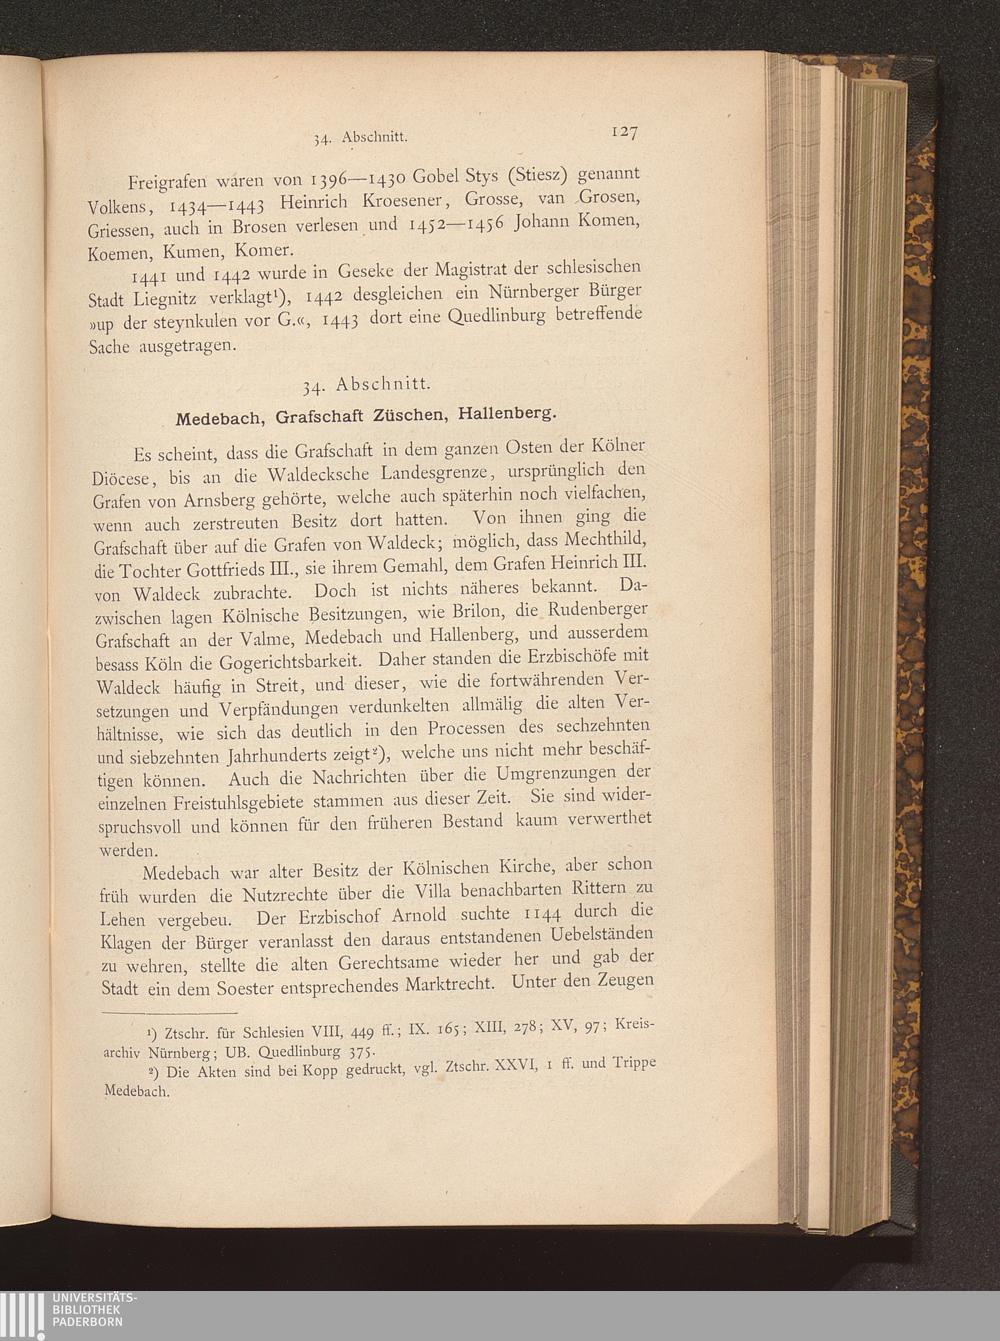 34. Abschnitt. 127
Freigrafen waren von 1396—1430 Gobel Stys (Stiesz) genannt
Volkens, 1434—1443 Heinrich Kroesener, Grosse, van Grosen,
Griessen, auch in Brosen verlesen und 1452—1456 Johann Komen,
Koemen, Kumen, Komer.
1441 und 1442 wurde in Geseke der Magistrat der schlesischen
Stadt Liegnitz verklagt¹), 1442 desgleichen ein Nürnberger Bürger
»up der steynkulen vor G.«, 1443 dort eine Quedlinburg betreffende
Sache ausgetragen.
34. Abschnitt.
Medebach, Grafschaft Züschen, Hallenberg.
Es scheint, dass die Grafschaft in dem ganzen Osten der Kölner
Diöcese, bis an die Waldecksche Landesgrenze, ursprünglich den
Grafen von Arnsberg gehörte, welche auch späterhin noch vielfachen,
wenn auch zerstreuten Besitz dort hatten. Von ihnen ging die
Grafschaft über auf die Grafen von Waldeck; möglich, dass Mechthild,
die Tochter Gottfrieds III., sie ihrem Gemahl, dem Grafen Heinrich III.
von Waldeck zubrachte. Doch ist nichts näheres bekannt. Da-
zwischen lagen Kölnische Besitzungen, wie Brilon, die Rudenberger
Grafschaft an der Valme, Medebach und Hallenberg, und ausserdem
besass Köln die Gogerichtsbarkeit. Daher standen die Erzbischöfe mit
Waldeck häufig in Streit, und dieser, wie die fortwährenden Ver-
setzungen und Verpfändungen verdunkelten allmälig die alten Ver-
hältnisse, wie sich das deutlich in den Processen des sechzehnten
und siebzehnten Jahrhunderts zeigt²), welche uns nicht mehr beschäf-
tigen können. Auch die Nachrichten über die Umgrenzungen der
einzelnen Freistuhlsgebiete stammen aus dieser Zeit. Sie sind wider-
spruchsvoll und können für den früheren Bestand kaum verwerthet
werden.
Medebach war alter Besitz der Kölnischen Kirche, aber schon
früh wurden die Nutzrechte über die Villa benachbarten Rittern zu
Lehen vergebeu. Der Erzbischof Arnold suchte 1144 durch die
Klagen der Bürger veranlasst den daraus entstandenen Uebelständen
zu wehren, stellte die alten Gerechtsame wieder her und gab der
Stadt ein dem Soester entsprechendes Marktrecht. Unter den Zeugen
¹) Ztschr. für Schlesien VIII, 449 ff.; IX. 165; XIII, 278; XV, 97; Kreis-
archiv Nürnberg; UB. Quedlinburg 375.
²) Die Akten sind bei Kopp gedruckt, vgl. Ztschr. XXVI, 1 ff. und Trippe
Medebach.
UNIVERSITÄTS-
BIBLIOTHEK
PADERBORN